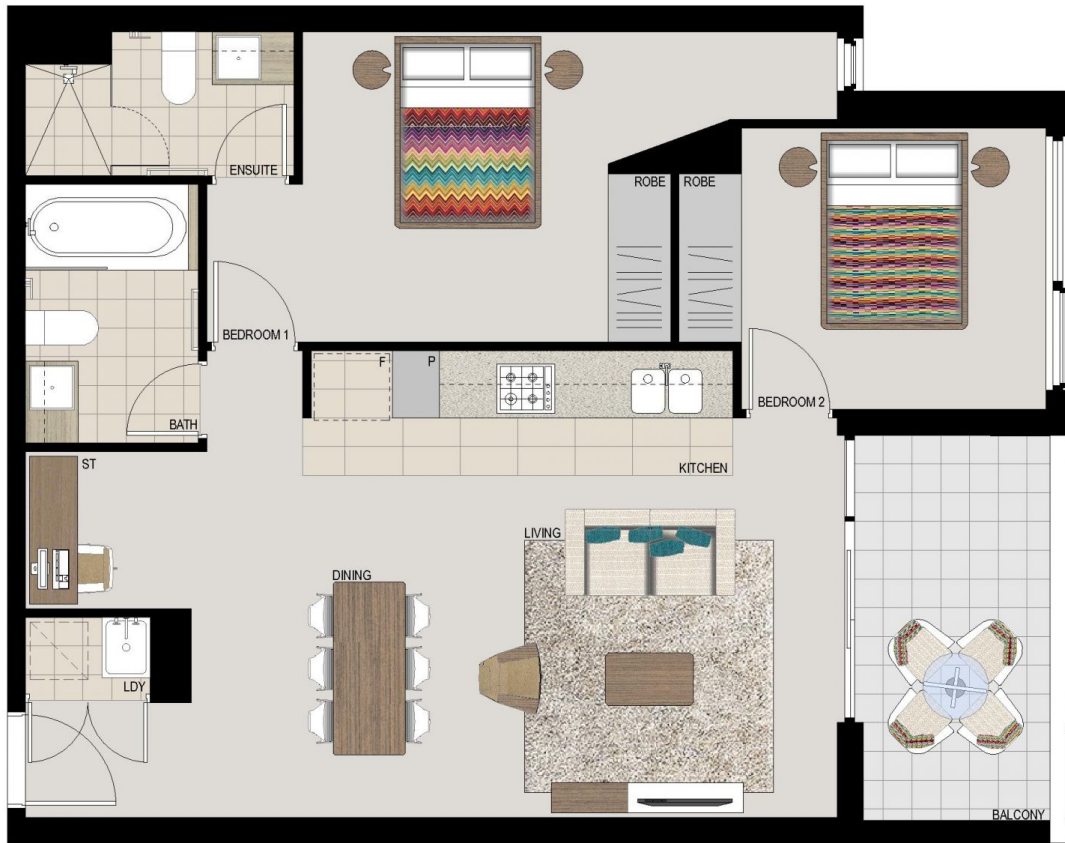 ENSUITE
ROBE
ROBE
BEDROOM 1
F
P
BEDROOM 2
BATH
ST
KITCHEN
LIVING
DINING
LDY
BALCONY